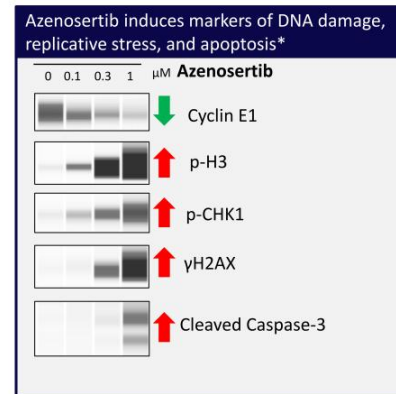 Azenosertib induces markers of DNA damage,
replicative stress, and apoptosis*
0 0.1 0.3 1 μM Azenosertib
Cyclin E1
p-H3
p-CHK1
γH2AX
Cleaved Caspase-3